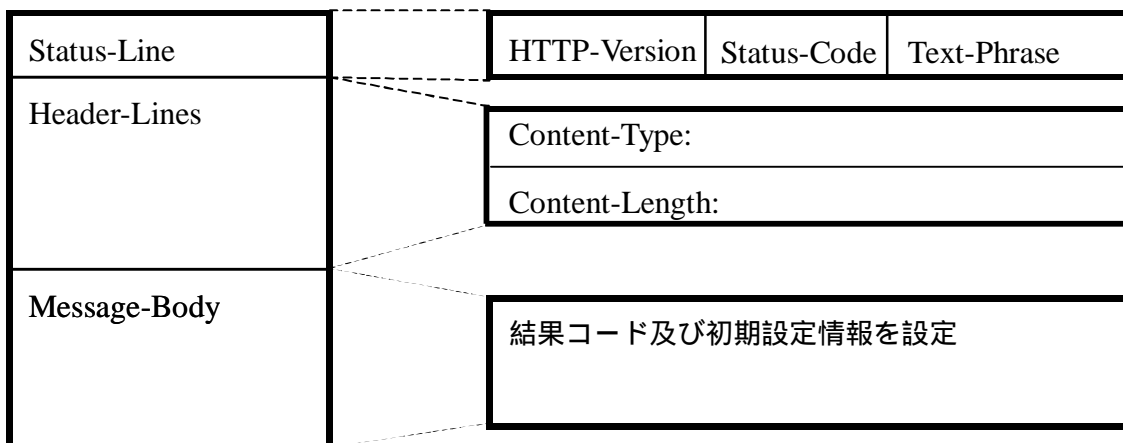 Status-Line
HTTP-Version Status-Code Text-Phrase
Header-Lines
Content-Type:
Content-Length:
Message-Body
結果コード及び初期設定情報を設定